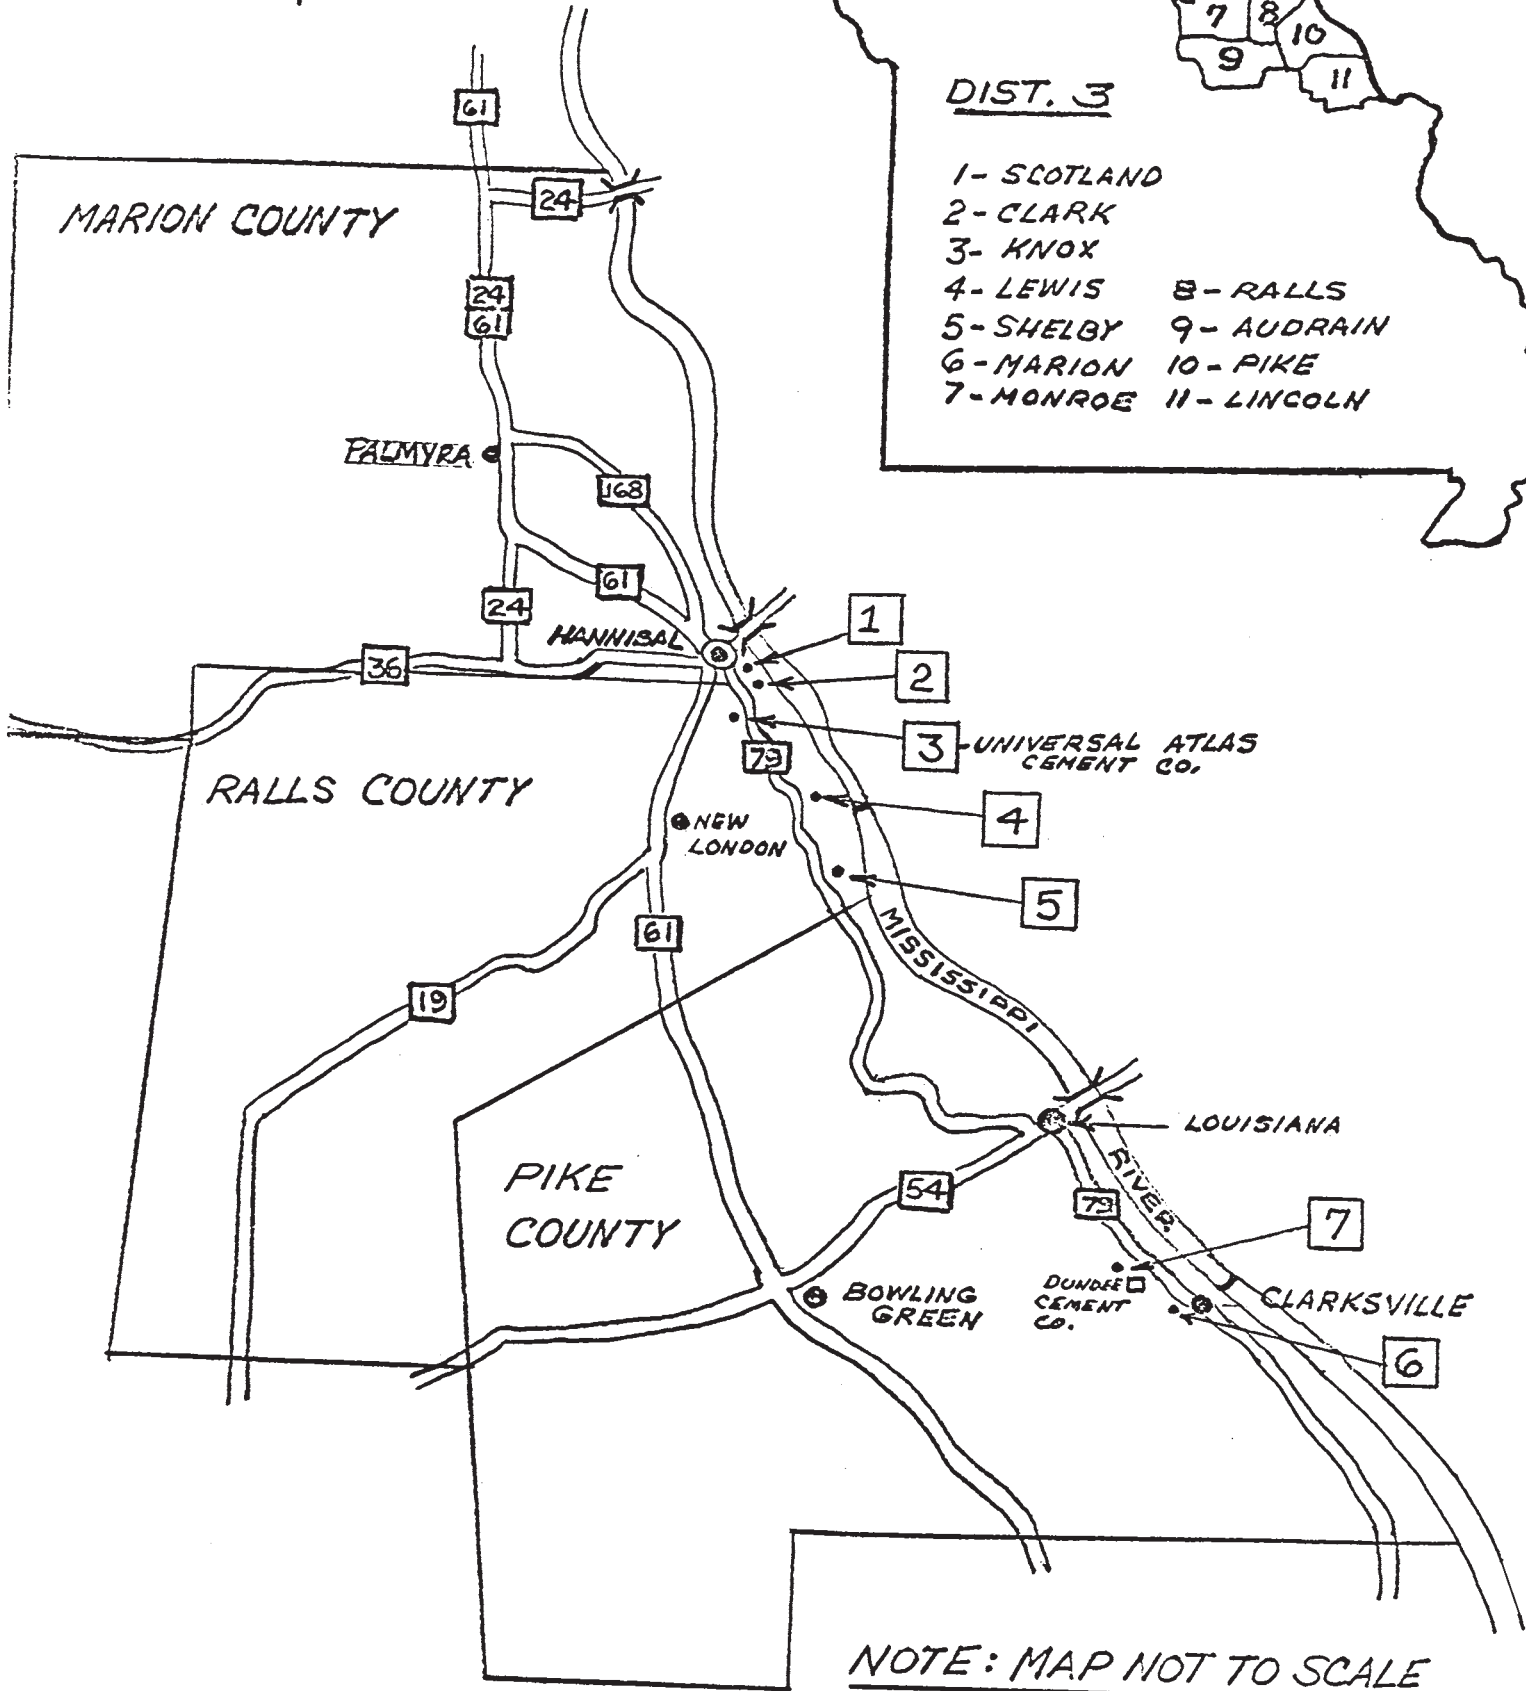 7
8
10
9
11
DIST. 3
1- SCOTLAND
2- CLARK
3- KNOX
4- LEWIS
5- SHELBY
6- MARION
7- MONROE
8- RALLS
9- AUDRAIN
10- PIKE
11- LINCOLN
61
24
MARION COUNTY
24
61
PALMYRA
168
61
24
HANNIBAL
36
1
2
3
UNIVERSAL ATLAS
CEMENT CO.
79
RALLS COUNTY
NEW
LONDON
4
5
61
19
MISSISSIPPI
RIVER
LOUISIANA
PIKE
COUNTY
54
79
7
BOWLING
GREEN
DUNDEE
CEMENT
CO.
CLARKSVILLE
6
NOTE: MAP NOT TO SCALE